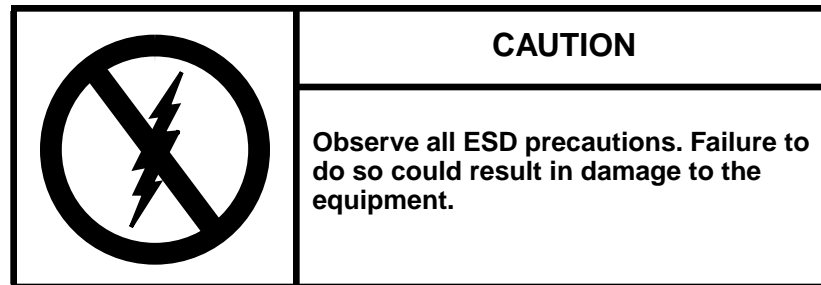 CAUTION
Observe all ESD precautions. Failure to
do so could result in damage to the
equipment.